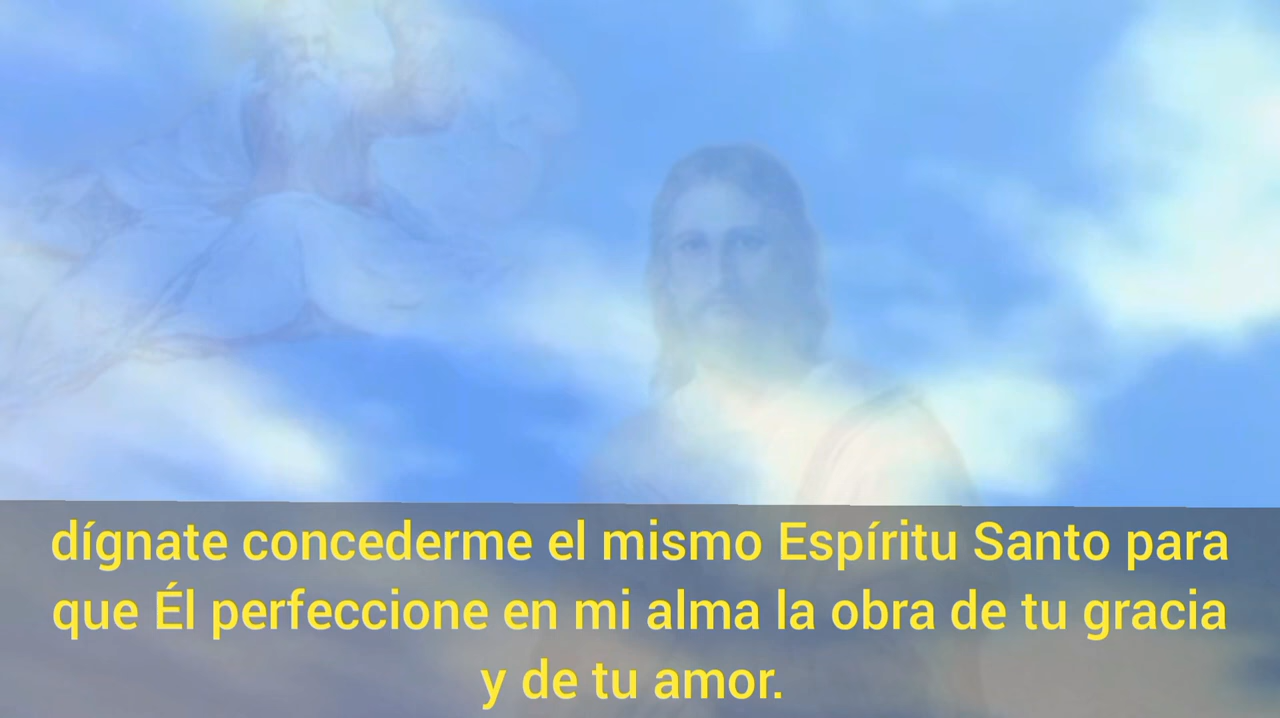 dígnate concederme el mismo Espíritu Santo para
que Él perfeccione en mi alma la obra de tu gracia
y de tu amor.